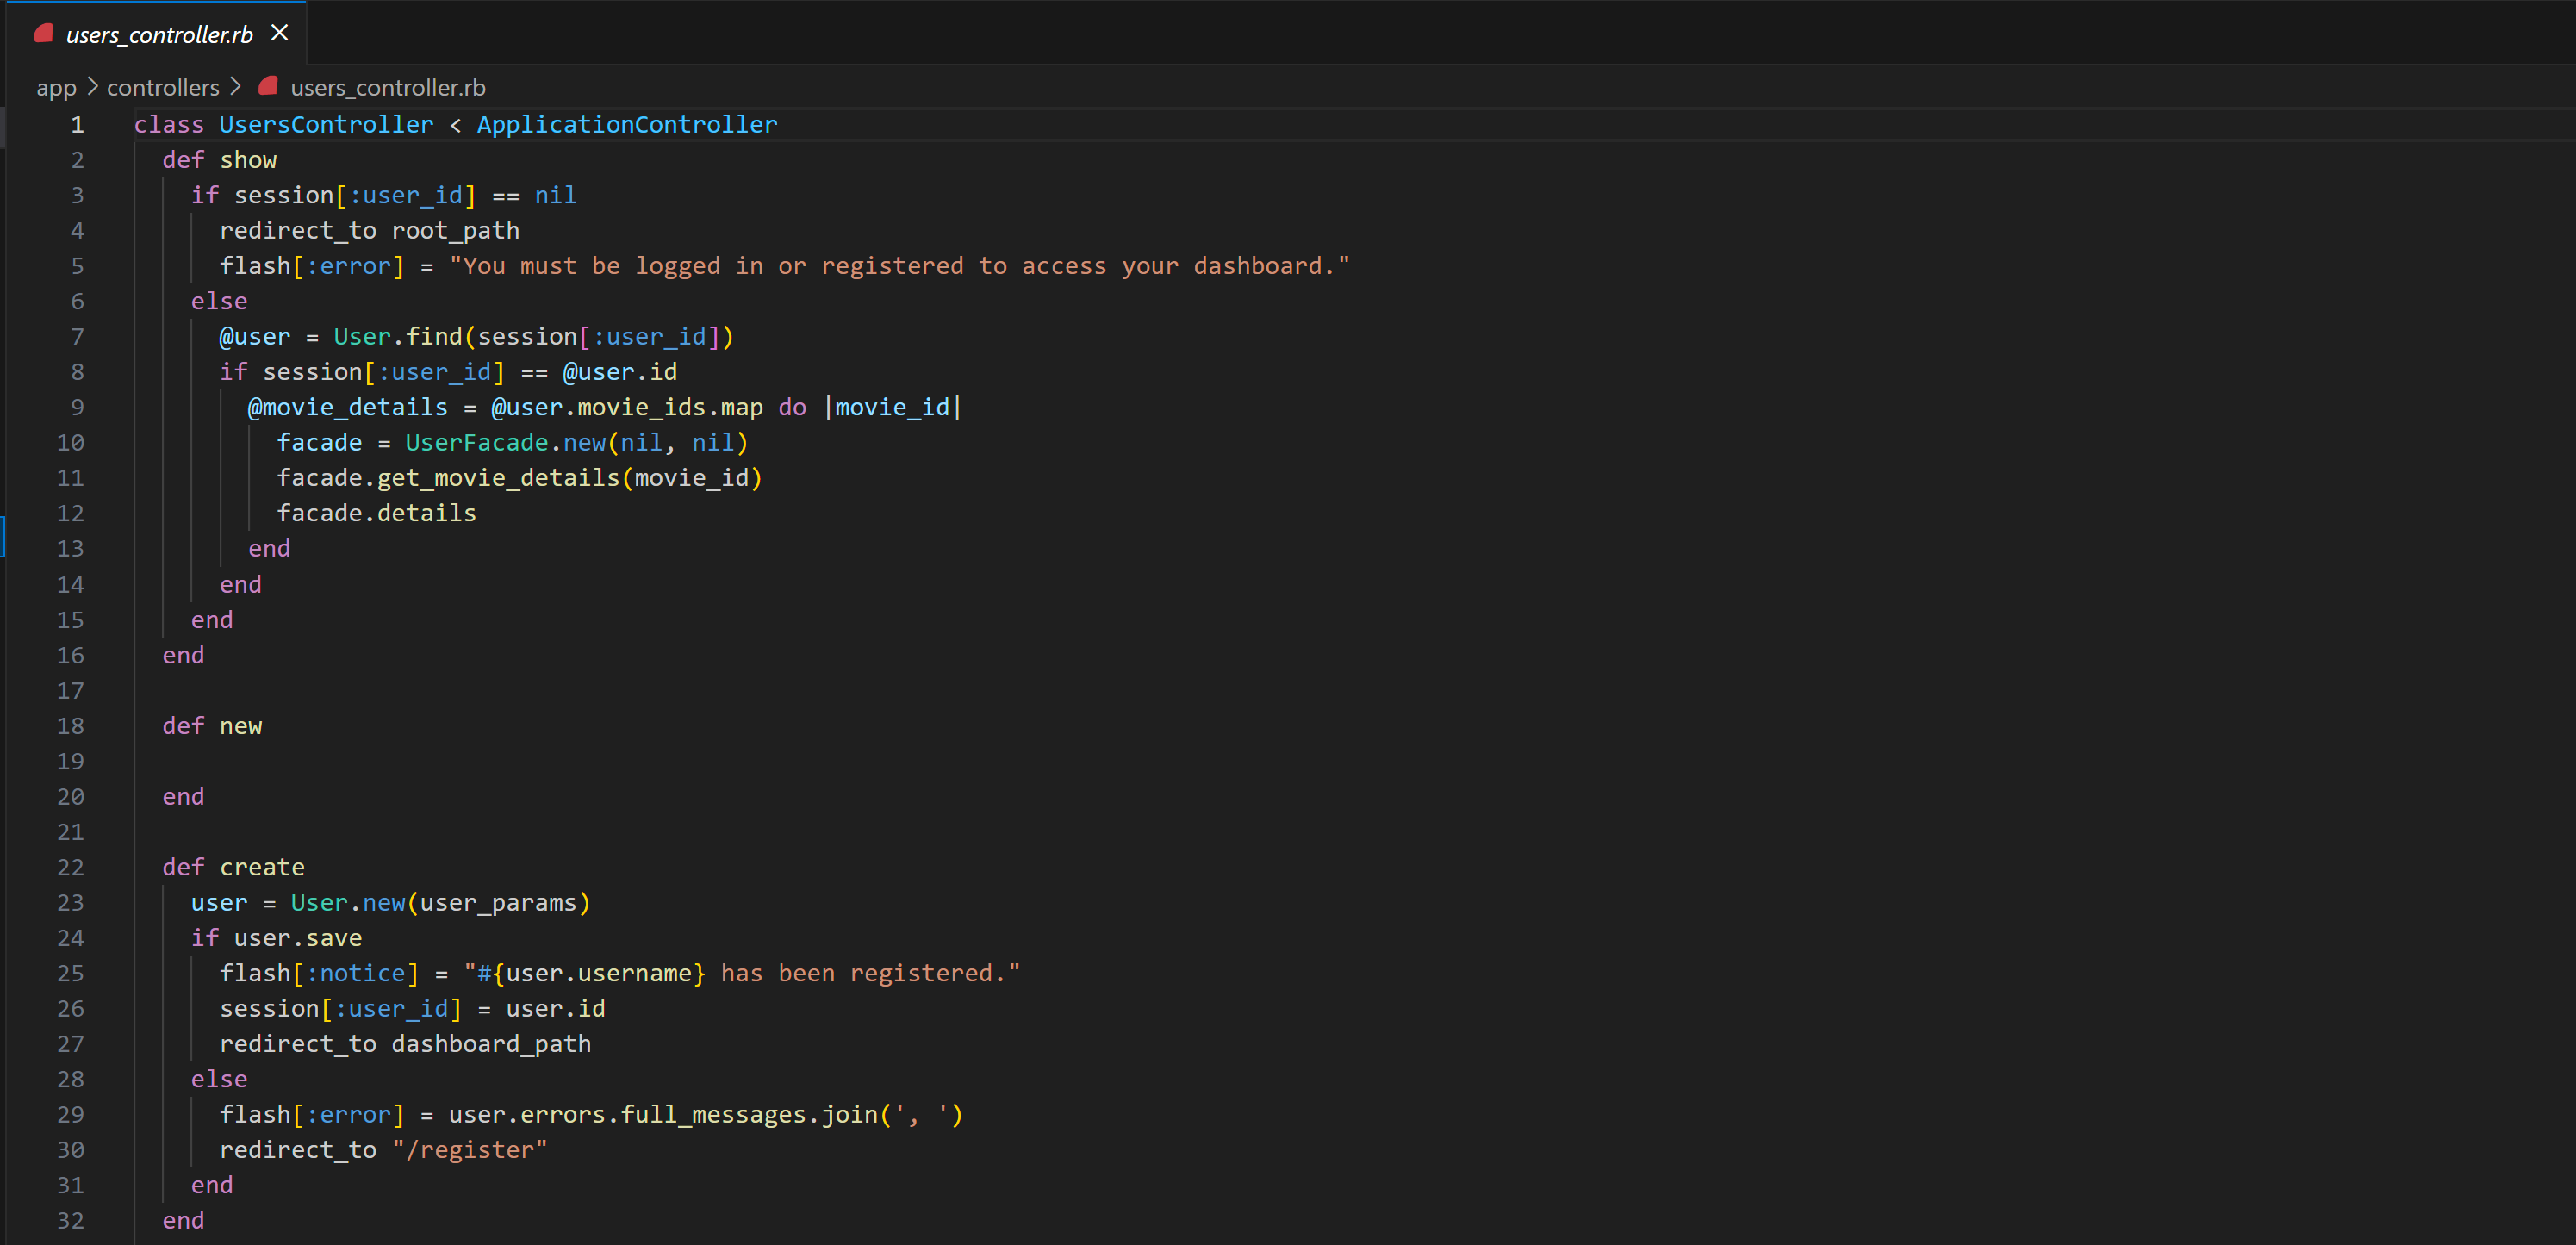 users_controller.rb
app > controllers > users_controller.rb
1 class UsersController < ApplicationController
2   def show
3     if session[:user_id] == nil
4       redirect_to root_path
5       flash[:error] = "You must be logged in or registered to access your dashboard."
6     else
7       @user = User.find(session[:user_id])
8       if session[:user_id] == @user.id
9         @movie_details = @user.movie_ids.map do |movie_id|
10           facade = UserFacade.new(nil, nil)
11           facade.get_movie_details(movie_id)
12           facade.details
13         end
14       end
15     end
16   end
17
18   def new
19
20   end
21
22   def create
23     user = User.new(user_params)
24     if user.save
25       flash[:notice] = "#{user.username} has been registered."
26       session[:user_id] = user.id
27       redirect_to dashboard_path
28     else
29       flash[:error] = user.errors.full_messages.join(', ')
30       redirect_to "/register"
31     end
32   end